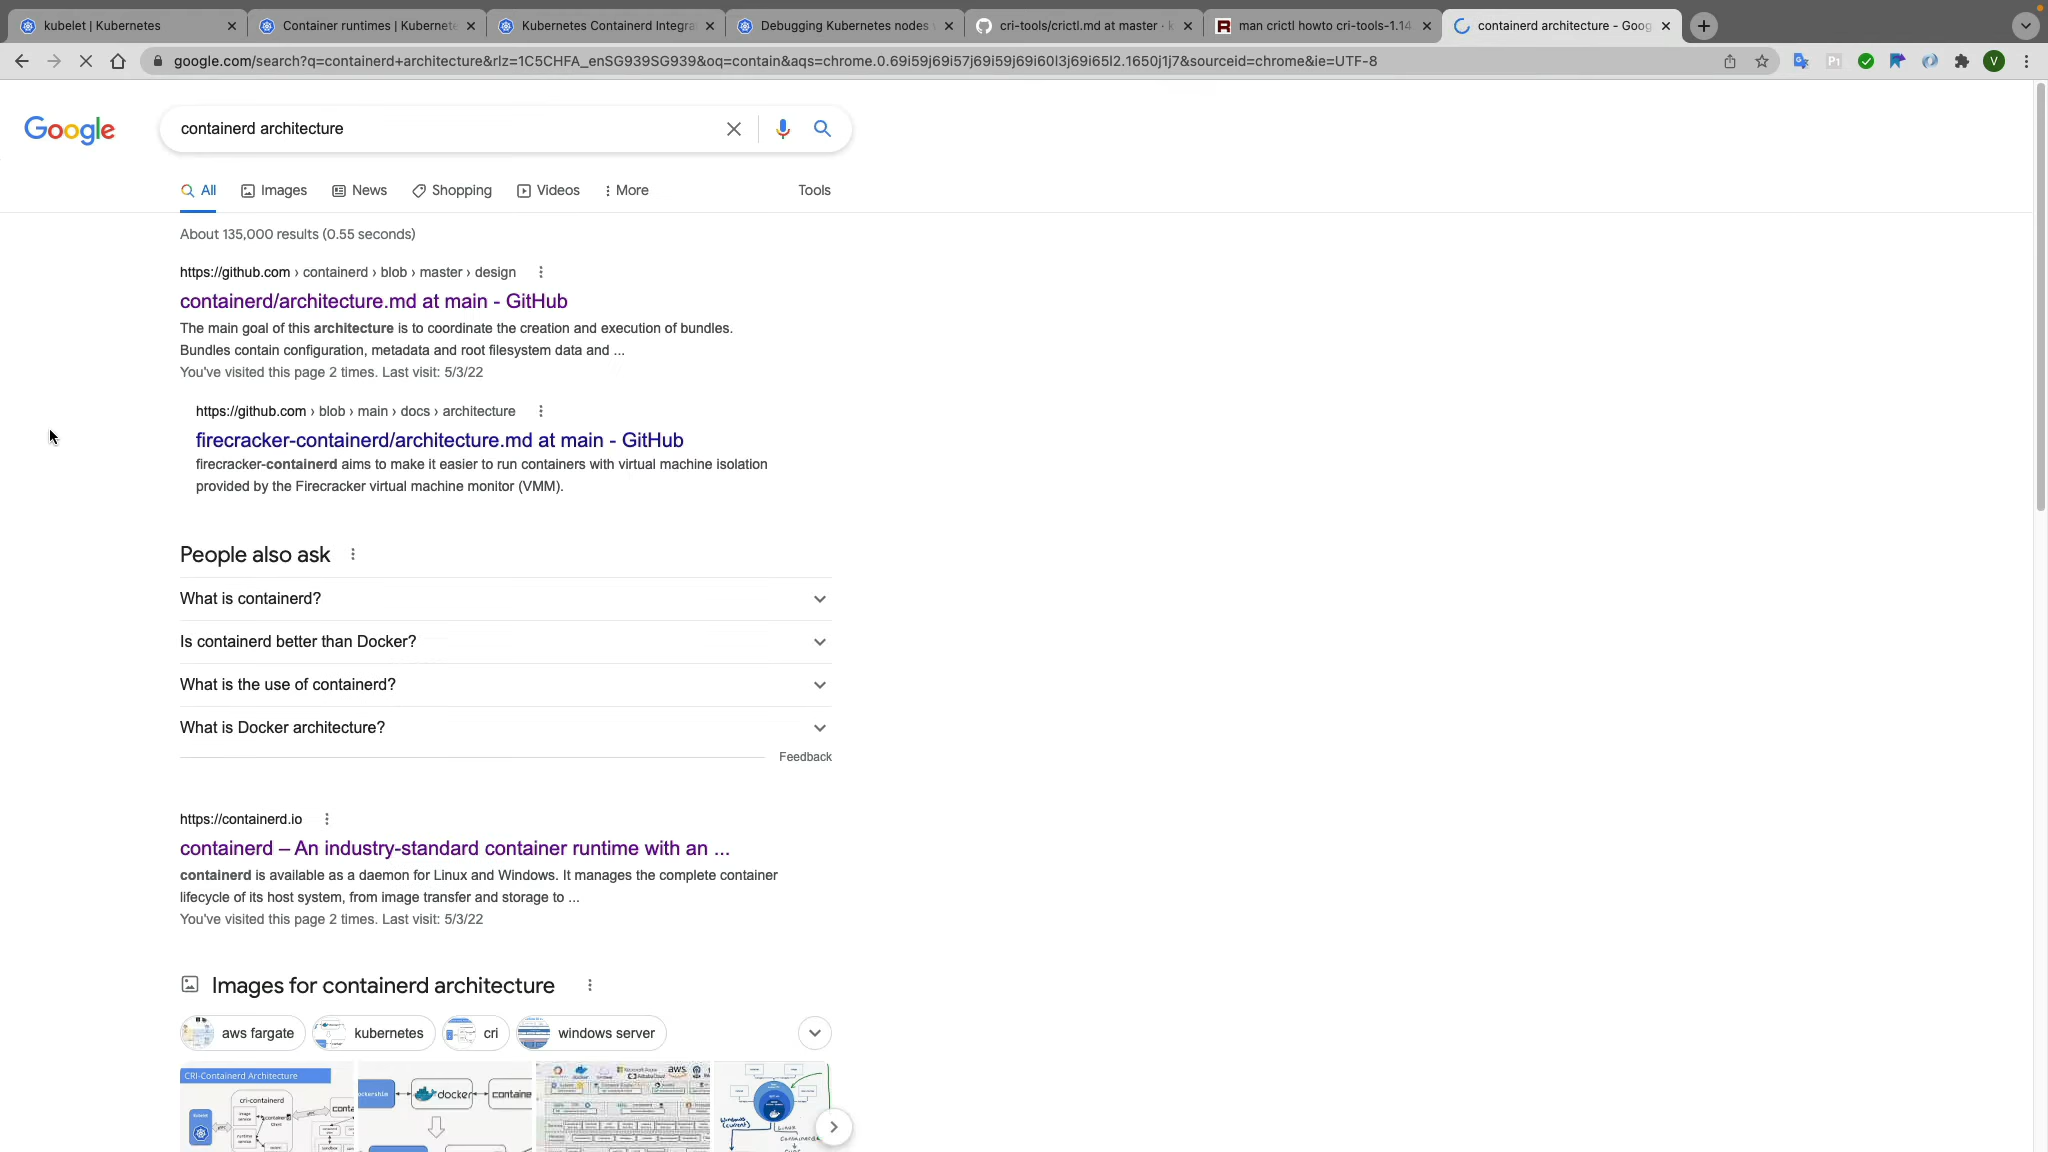 kubelet | Kubernetes
Container runtimes | Kubernete
Kubernetes Containerd Integra
Debugging Kubernetes nodes
cri-tools/crictl.md at master · k
man crictl howto cri-tools-1.14
containerd architecture - Goog
google.com/search?q=containerd+architecture&rlz=1C5CHFA_enSG939SG939&oq=contain&aqs=chrome.0.69i59j69i57j69i59j69i60l3j69i65l2.1650j1j7&sourceid=chrome&ie=UTF-8
V
Google
containerd architecture
All
Images
News
Shopping
Videos
More
Tools
About 135,000 results (0.55 seconds)
https://github.com › containerd › blob › master › design
containerd/architecture.md at main - GitHub
The main goal of this architecture is to coordinate the creation and execution of bundles.
Bundles contain configuration, metadata and root filesystem data and ...
You've visited this page 2 times. Last visit: 5/3/22
https://github.com › blob › main › docs › architecture
firecracker-containerd/architecture.md at main - GitHub
firecracker-containerd aims to make it easier to run containers with virtual machine isolation
provided by the Firecracker virtual machine monitor (VMM).
People also ask
What is containerd?
Is containerd better than Docker?
What is the use of containerd?
What is Docker architecture?
Feedback
https://containerd.io
containerd – An industry-standard container runtime with an ...
containerd is available as a daemon for Linux and Windows. It manages the complete container
lifecycle of its host system, from image transfer and storage to ...
You've visited this page 2 times. Last visit: 5/3/22
Images for containerd architecture
aws fargate
kubernetes
cri
windows server
CRI-Containerd Architecture
cri-containerd
docker
containe
aws